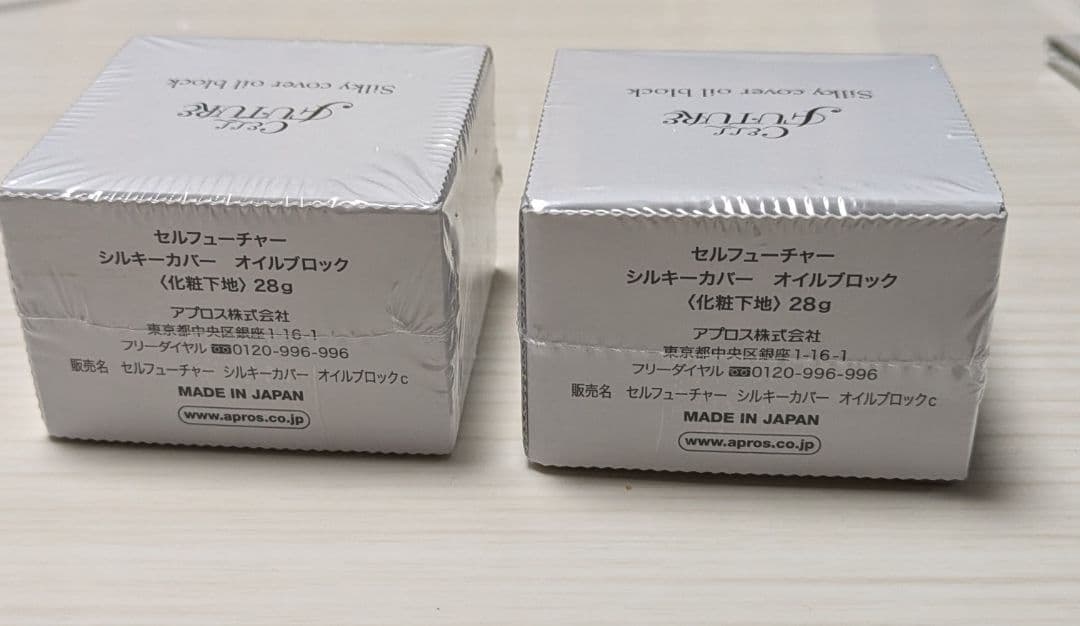 Silky cover oil block
Cell
FUTURE
セルフューチャー
シルキーカバー オイルブロック
〈化粧下地〉28g
アプロス株式会社
東京都中央区銀座1-16-1
フリーダイヤル 0120-996-996
販売名 セルフューチャー シルキーカバー オイルブロックc
MADE IN JAPAN
www.apros.co.jp
Silky cover oil block
Cell
FUTURE
セルフューチャー
シルキーカバー オイルブロック
〈化粧下地〉28g
アプロス株式会社
東京都中央区銀座1-16-1
フリーダイヤル 0120-996-996
販売名 セルフューチャー シルキーカバー オイルブロックc
MADE IN JAPAN
www.apros.co.jp